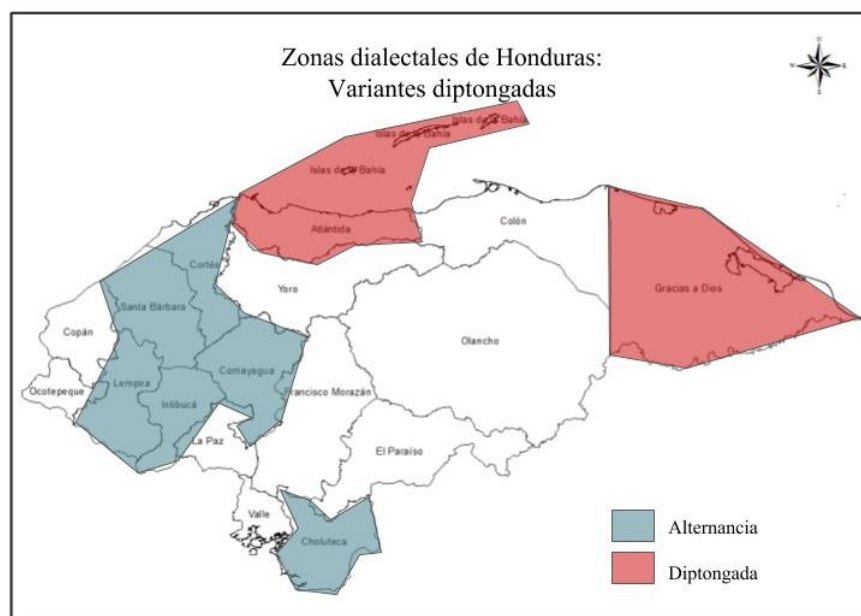 Zonas dialectales de Honduras:
Variantes diptongadas
N
W
E
S
Islas de la Bahía
Islas de la Bahía
Islas de la Bahía
Atlántida
Colón
Cortés
Gracias a Dios
Yoro
Santa Bárbara
Copán
Olancho
Comayagua
Lempira
Ocotepeque
Francisco Morazán
Intibucá
La Paz
El Paraíso
Valle
Choluteca
Alternancia
Diptongada